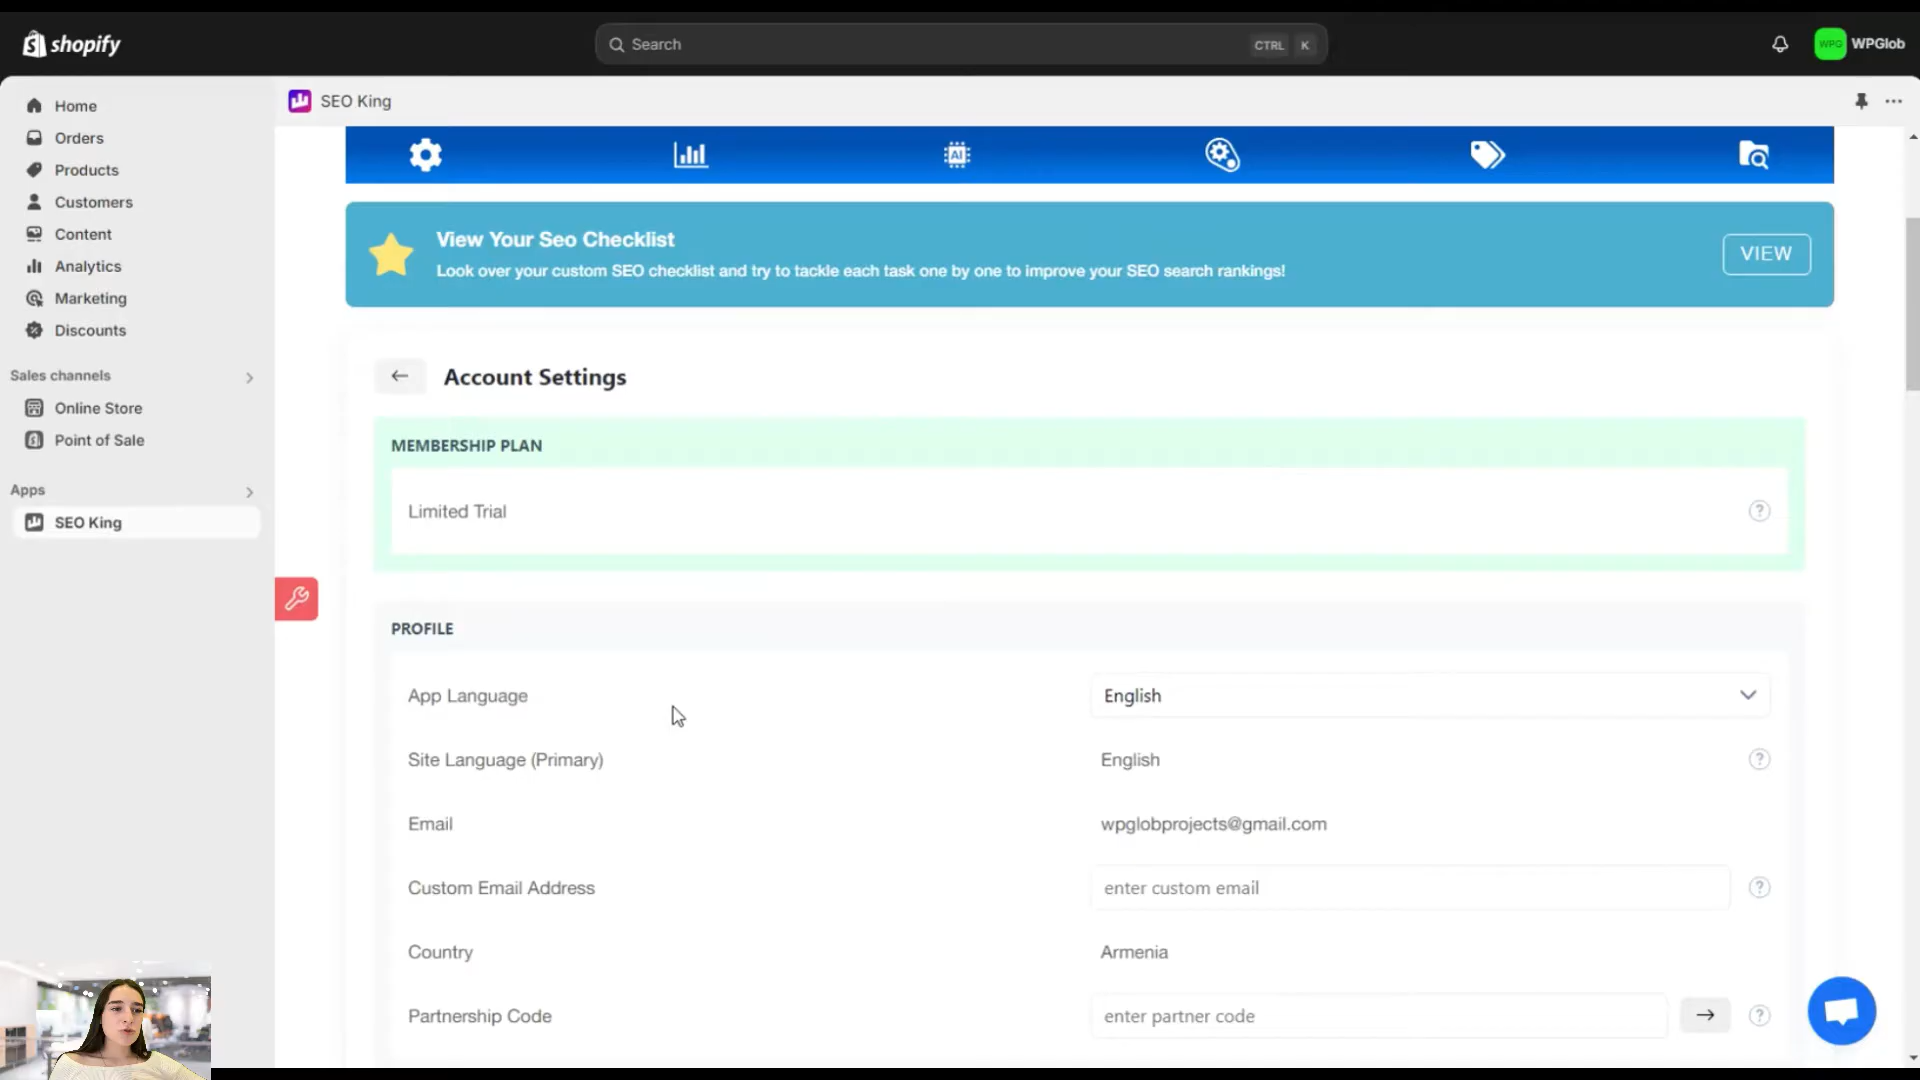 shopify
Search
CTRL K
WPG
WPGlob
Home
Orders
Products
Customers
Content
Analytics
Marketing
Discounts
Sales channels
Online Store
Point of Sale
Apps
SEO King
SEO King
AI
View Your Seo Checklist
Look over your custom SEO checklist and try to tackle each task one by one to improve your SEO search rankings!
VIEW
Account Settings
MEMBERSHIP PLAN
Limited Trial
?
PROFILE
App Language
English
Site Language (Primary)
English
?
Email
wpglobprojects@gmail.com
Custom Email Address
enter custom email
?
Country
Armenia
Partnership Code
enter partner code
?